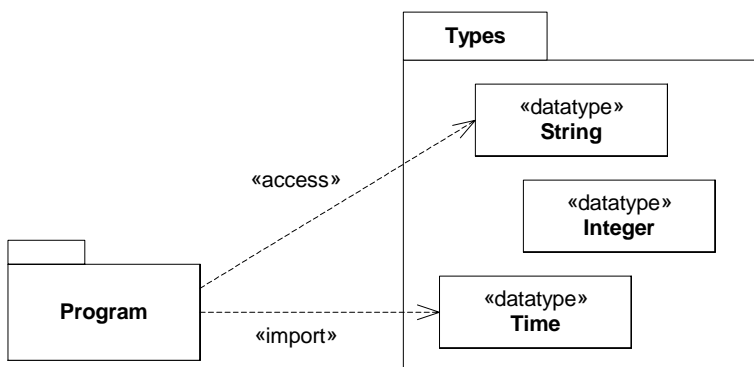 Types
«datatype»
String
«access»
«datatype»
Integer
Program
«datatype»
Time
«import»